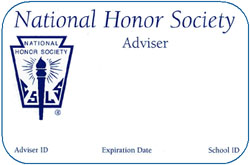 National Honor Society
Adviser
NATIONAL
HONOR SOCIETY
C S L S
®
Adviser ID Expiration Date School ID